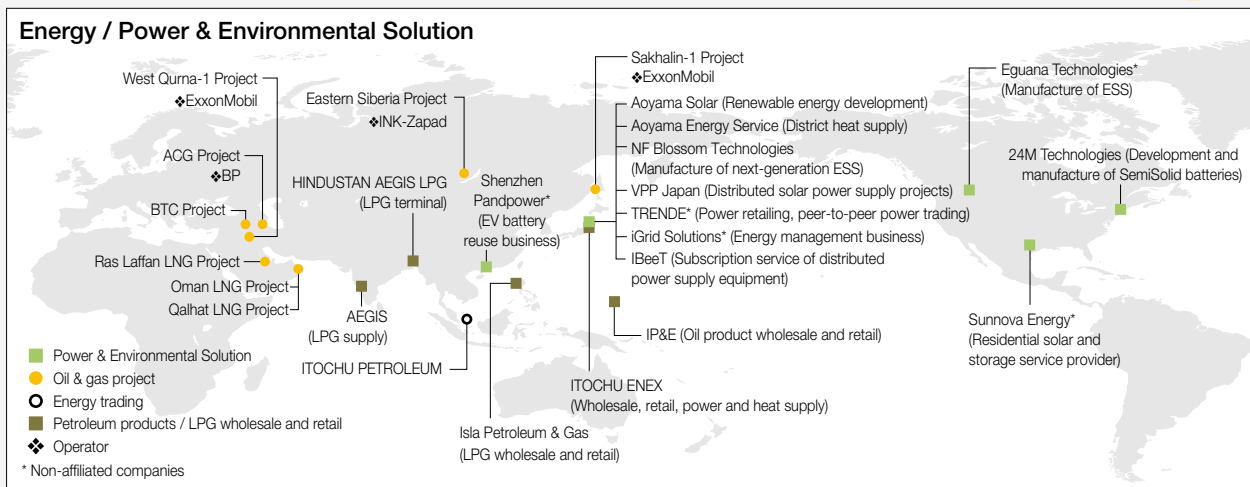 Energy / Power & Environmental Solution
West Qurna-1 Project
❖ExxonMobil
ACG Project
❖BP
BTC Project
Ras Laffan LNG Project
Oman LNG Project
Qalhat LNG Project
Eastern Siberia Project
❖INK-Zapad
HINDUSTAN AEGIS LPG
(LPG terminal)
AEGIS
(LPG supply)
ITOCHU PETROLEUM
Shenzhen
Pandpower*
(EV battery
reuse business)
Isla Petroleum & Gas
(LPG wholesale and retail)
Sakhalin-1 Project
❖ExxonMobil
Aoyama Solar (Renewable energy development)
Aoyama Energy Service (District heat supply)
NF Blossom Technologies
(Manufacture of next-generation ESS)
VPP Japan (Distributed solar power supply projects)
TRENDE* (Power retailing, peer-to-peer power trading)
iGrid Solutions* (Energy management business)
IBeeT (Subscription service of distributed
power supply equipment)
IP&E (Oil product wholesale and retail)
ITOCHU ENEX
(Wholesale, retail, power and heat supply)
Eguana Technologies*
(Manufacture of ESS)
24M Technologies (Development and
manufacture of SemiSolid batteries)
Sunnova Energy*
(Residential solar and
storage service provider)
Power & Environmental Solution
Oil & gas project
Energy trading
Petroleum products / LPG wholesale and retail
❖ Operator
* Non-affiliated companies